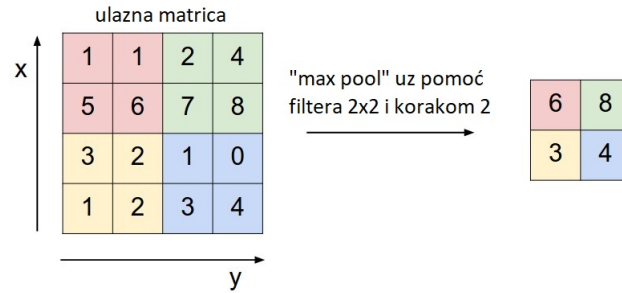 ulazna matrica
x
1 1 2 4
5 6 7 8
3 2 1 0
1 2 3 4
y
"max pool" uz pomoć
filtera 2x2 i korakom 2
6 8
3 4